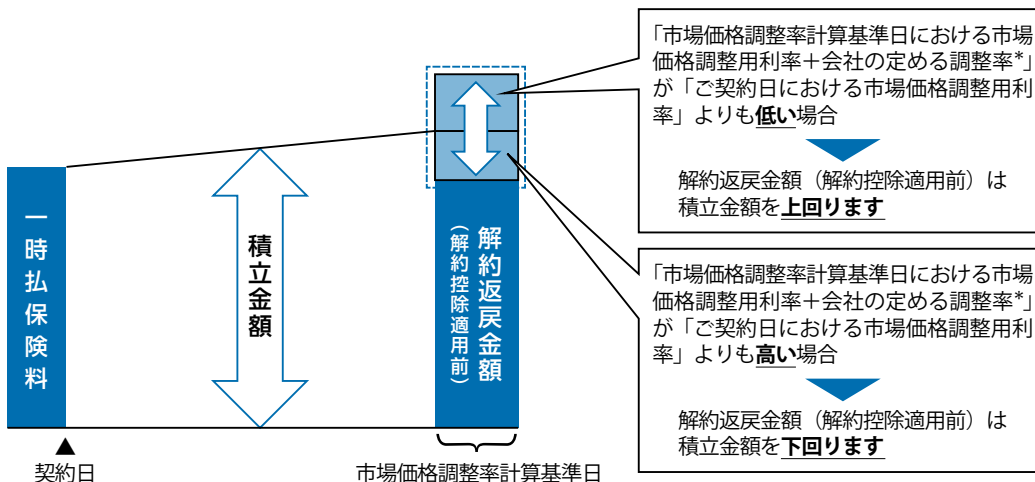 「市場価格調整率計算基準日における市場
価格調整用利率＋会社の定める調整率*」
が「ご契約日における市場価格調整用利
率」よりも低い場合
解約返戻金額（解約控除適用前）は
積立金額を上回ります
一時払保険料
積立金額
解約返戻金額
（解約控除適用前）
「市場価格調整率計算基準日における市場
価格調整用利率＋会社の定める調整率*」
が「ご契約日における市場価格調整用利
率」よりも高い場合
解約返戻金額（解約控除適用前）は
積立金額を下回ります
▲
契約日
市場価格調整率計算基準日